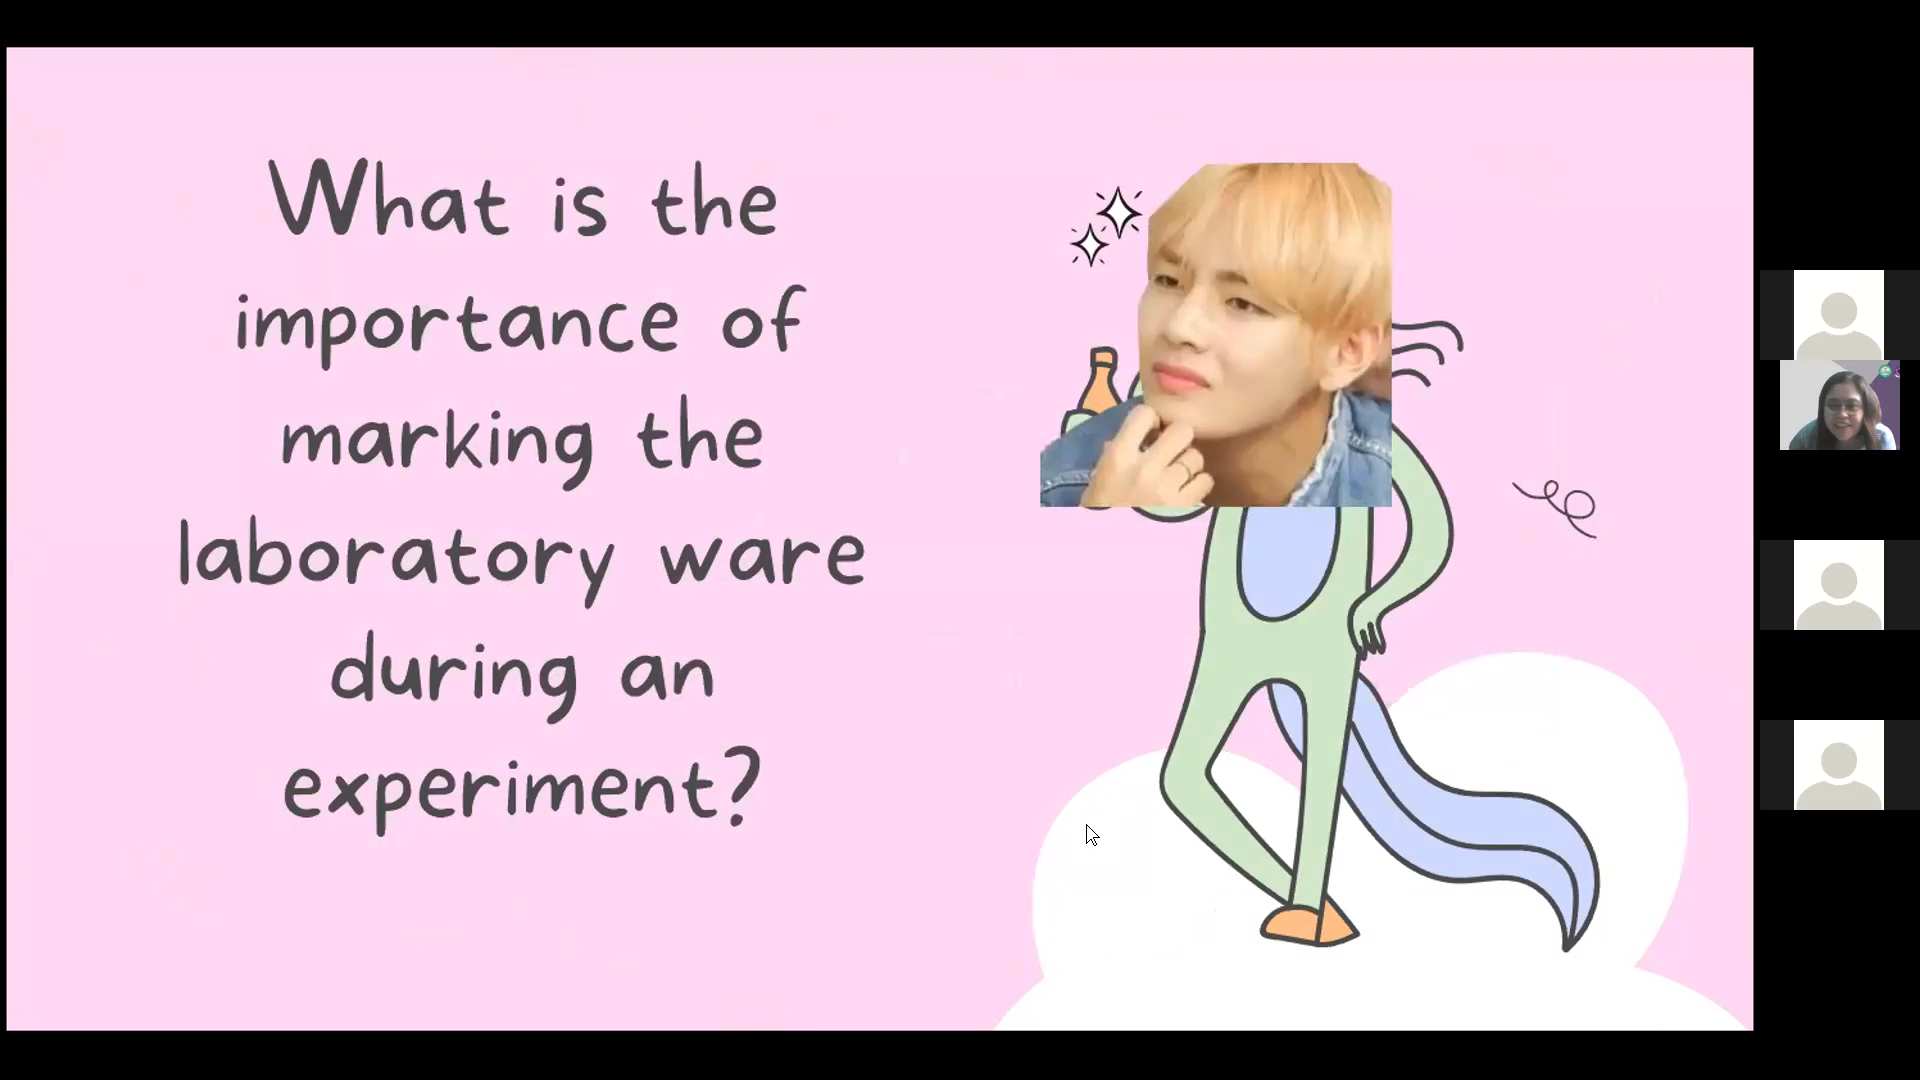 What is the
importance of
marking the
laboratory ware
during an
experiment?